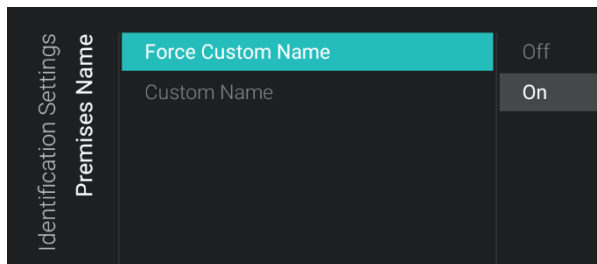 Identification Settings
Premises Name
Force Custom Name
Custom Name
Off
On